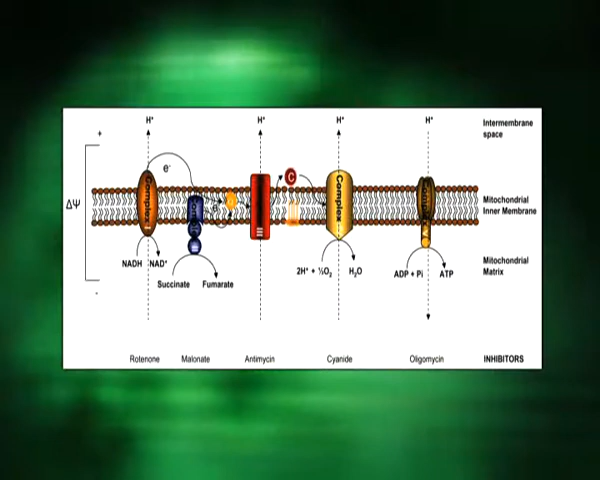 H⁺ H⁺ H⁺ H⁺ Intermembrane
space
+
e⁻
C
ΔΨ
Complex I
Complex
III
Mitochondrial
Inner Membrane
NADH NAD⁺
Succinate Fumarate
2H⁺ + ½O₂ H₂O
ADP + Pi ATP
Mitochondrial
Matrix
-
Rotenone Malonate Antimycin Cyanide Oligomycin INHIBITORS